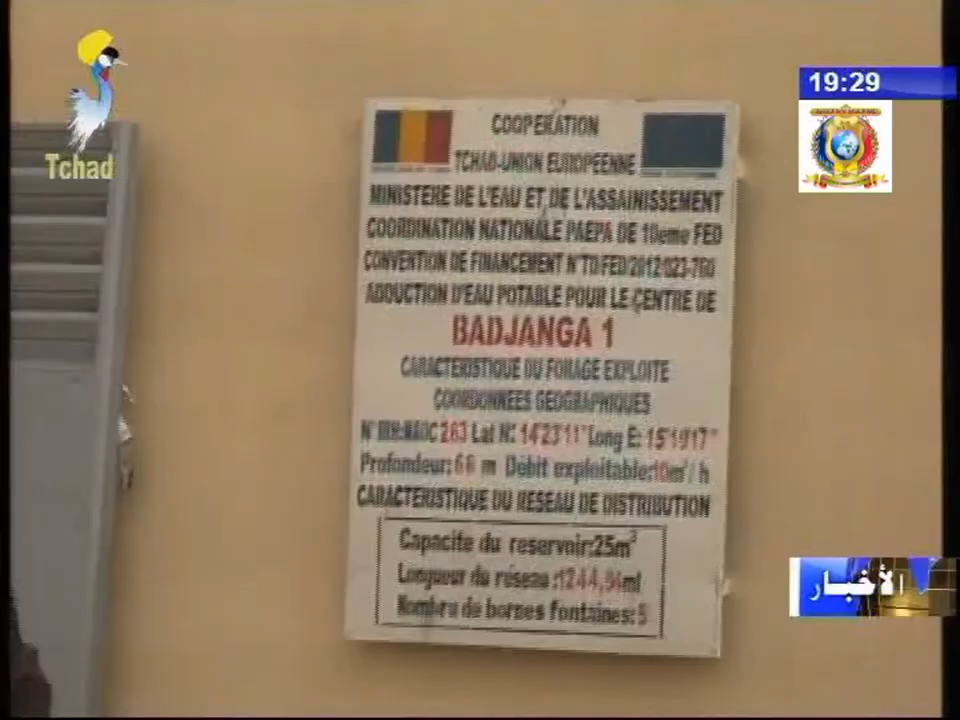 Tchad
19:29
COOPERATION
TCHAD-UNION EUROPEENNE
MINISTERE DE L'EAU ET DE L'ASSAINISSEMENT
COORDINATION NATIONALE PAEPA DE 10eme FED
CONVENTION DE FINANCEMENT N°TD/FED/2012/023-760
ADDUCTION D'EAU POTABLE POUR LE CENTRE DE
BADJANGA 1
CARACTERISTIQUE DU FORAGE EXPLOITE
COORDONNEES GEOGRAPHIQUES
263 Lat N: 14°23'11" Long E: 15°19'17"
Profondeur: 66 m Debit exploitable: 10m³/h
CARACTERISTIQUE DU RESEAU DE DISTRIBUTION
Capacite du reservoir: 25m³
Longueur du réseau : 1244,94ml
Nombre de bornes fontaines: 5
الأخبار